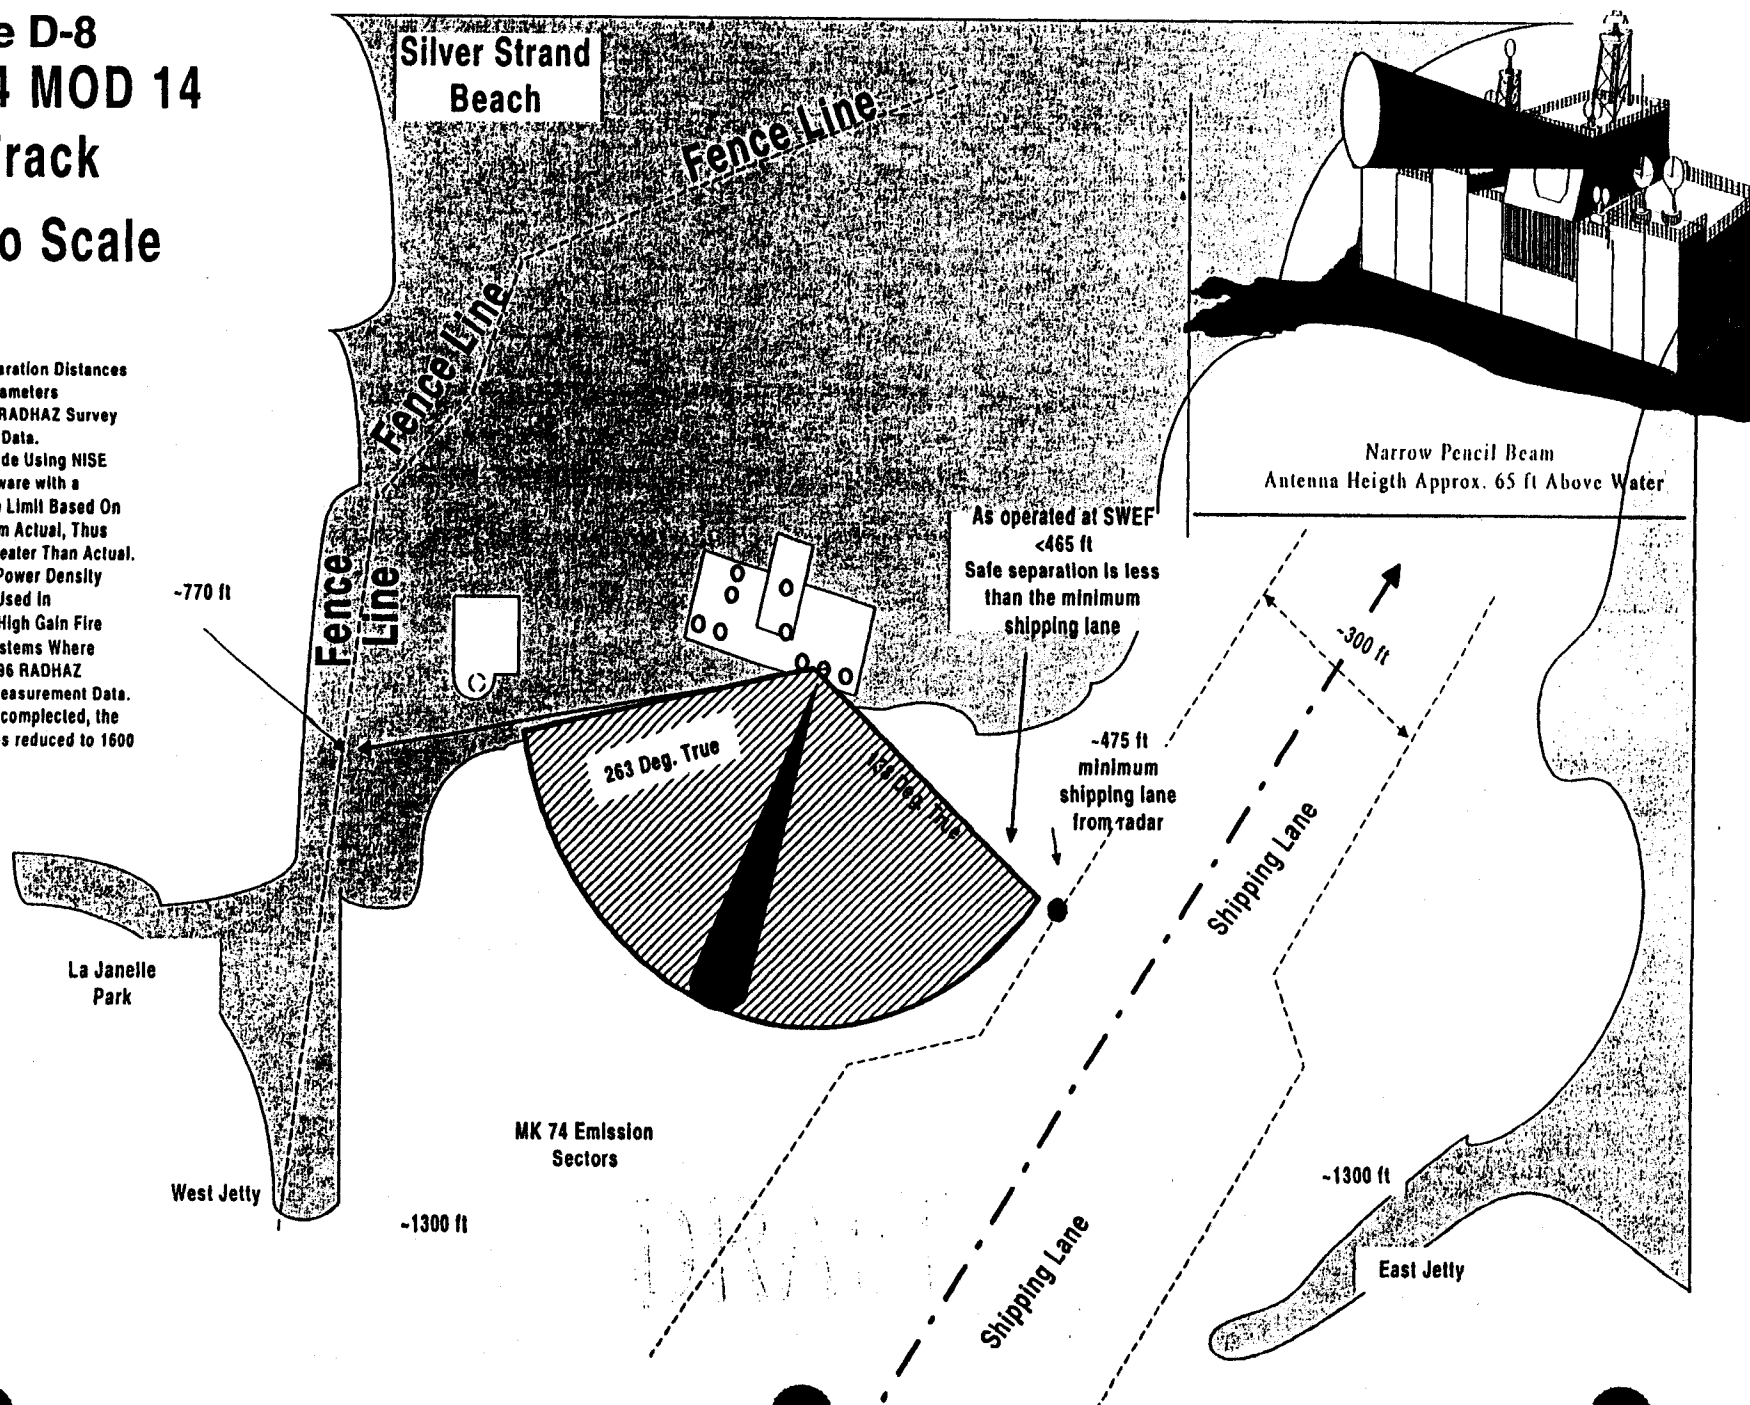 e D-8
4 MOD 14
Track
o Scale
aration Distances
ameters
RADHAZ Survey
Data.
de Using NISE
ware with a
Limit Based On
m Actual, Thus
eater Than Actual.
Power Density
Used in
High Gain Fire
stems Where
96 RADHAZ
easurement Data.
complected, the
s reduced to 1600
Silver Strand
Beach
Fence Line
Fence Line
Fence
Line
~770 ft
Narrow Pencil Beam
Antenna Heigth Approx. 65 ft Above Water
As operated at SWEF
<465 ft
Safe separation is less
than the minimum
shipping lane
~300 ft
~475 ft
minimum
shipping lane
from radar
263 Deg. True
Deg. True
Shipping Lane
La Janelle
Park
MK 74 Emission
Sectors
West Jetty
~1300 ft
~1300 ft
East Jetty
Shipping Lane